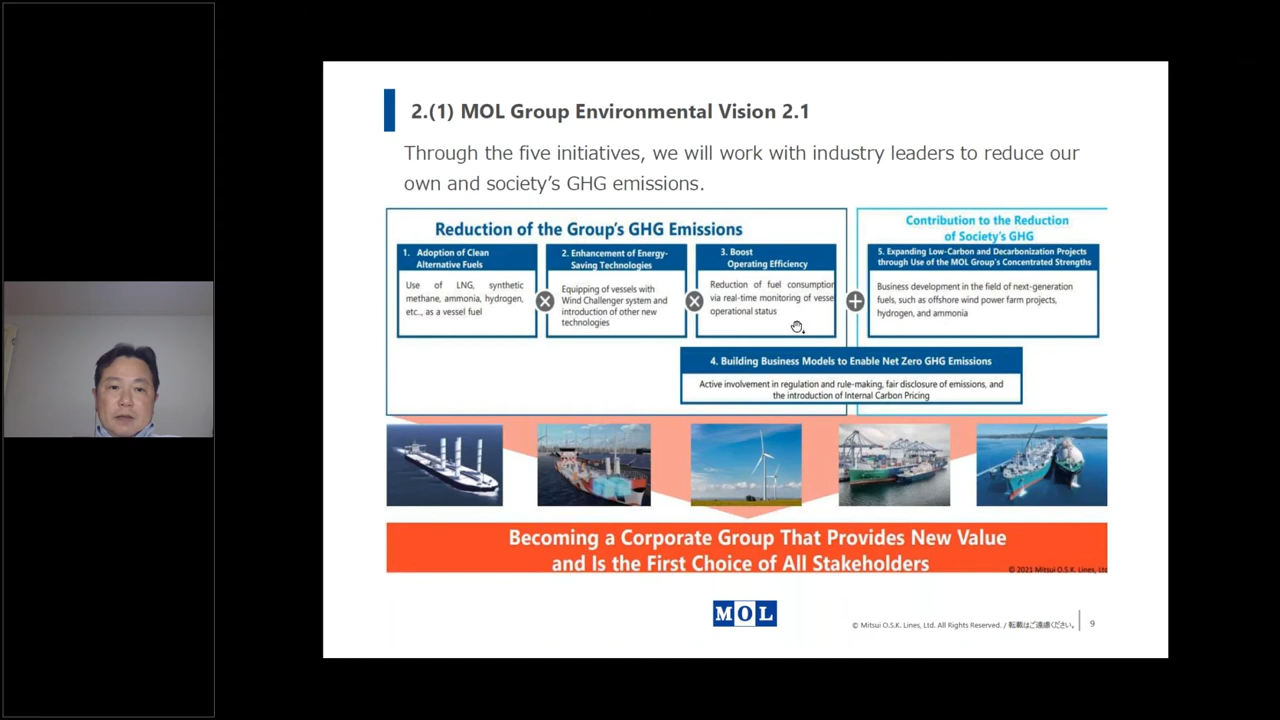 2.(1) MOL Group Environmental Vision 2.1
Through the five initiatives, we will work with industry leaders to reduce our
own and society's GHG emissions.
Reduction of the Group's GHG Emissions
1. Adoption of Clean
Alternative Fuels
Use of LNG, synthetic
methane, ammonia, hydrogen,
etc., as a vessel fuel
2. Enhancement of Energy-
Saving Technologies
Equipping of vessels with
Wind Challenger system and
introduction of other new
technologies
3. Boost
Operating Efficiency
Reduction of fuel consumption
via real-time monitoring of vesse
operational status
Contribution to the Reduction
of Society's GHG
5. Expanding Low-Carbon and Decarbonization Projects
through Use of the MOL Group's Concentrated Strengths
Business development in the field of next-generation
fuels, such as offshore wind power farm projects,
hydrogen, and ammonia
4. Building Business Models to Enable Net Zero GHG Emissions
Active involvement in regulation and rule-making, fair disclosure of emissions, and
the introduction of Internal Carbon Pricing
Becoming a Corporate Group That Provides New Value
and Is the First Choice of All Stakeholders
© 2021 Mitsui O.S.K. Lines, Ltd
MOL
© Mitsui O.S.K. Lines, Ltd. All Rights Reserved. / 転載はご遠慮ください。
9